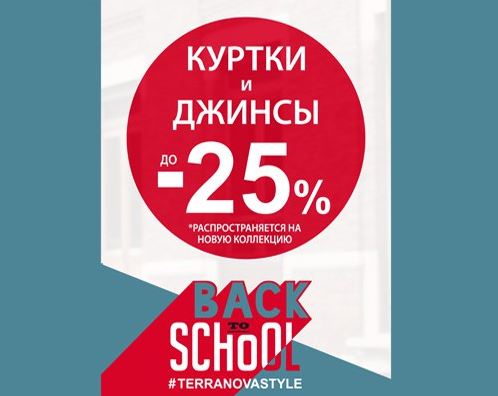 КУРТКИ
и
ДЖИНСЫ
ДО
-25%
*РАСПРОСТРАНЯЕТСЯ НА
НОВУЮ КОЛЛЕКЦИЮ
BACK
TO
SCHOOL
#TERRANOVASTYLE